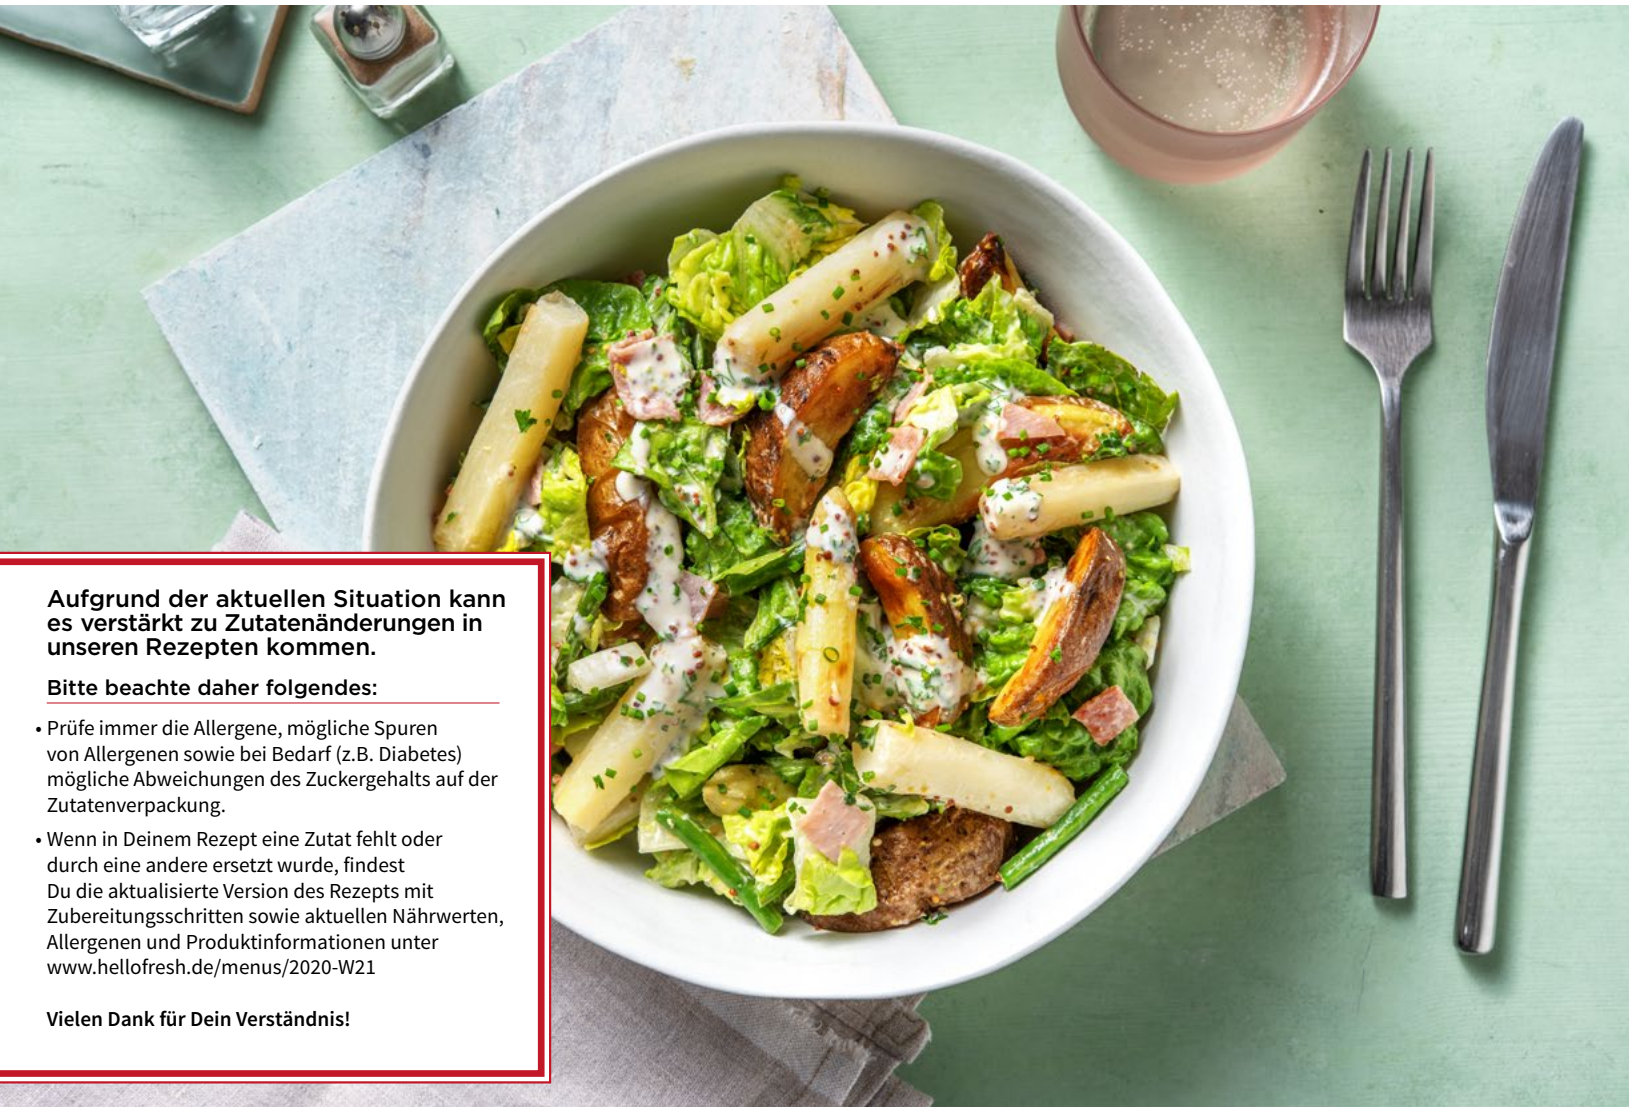 Aufgrund der aktuellen Situation kann
es verstärkt zu Zutatenänderungen in
unseren Rezepten kommen.
Bitte beachte daher folgendes:
• Prüfe immer die Allergene, mögliche Spuren
von Allergenen sowie bei Bedarf (z.B. Diabetes)
mögliche Abweichungen des Zuckergehalts auf der
Zutatenverpackung.
• Wenn in Deinem Rezept eine Zutat fehlt oder
durch eine andere ersetzt wurde, findest
Du die aktualisierte Version des Rezepts mit
Zubereitungsschritten sowie aktuellen Nährwerten,
Allergenen und Produktinformationen unter
www.hellofresh.de/menus/2020-W21
Vielen Dank für Dein Verständnis!